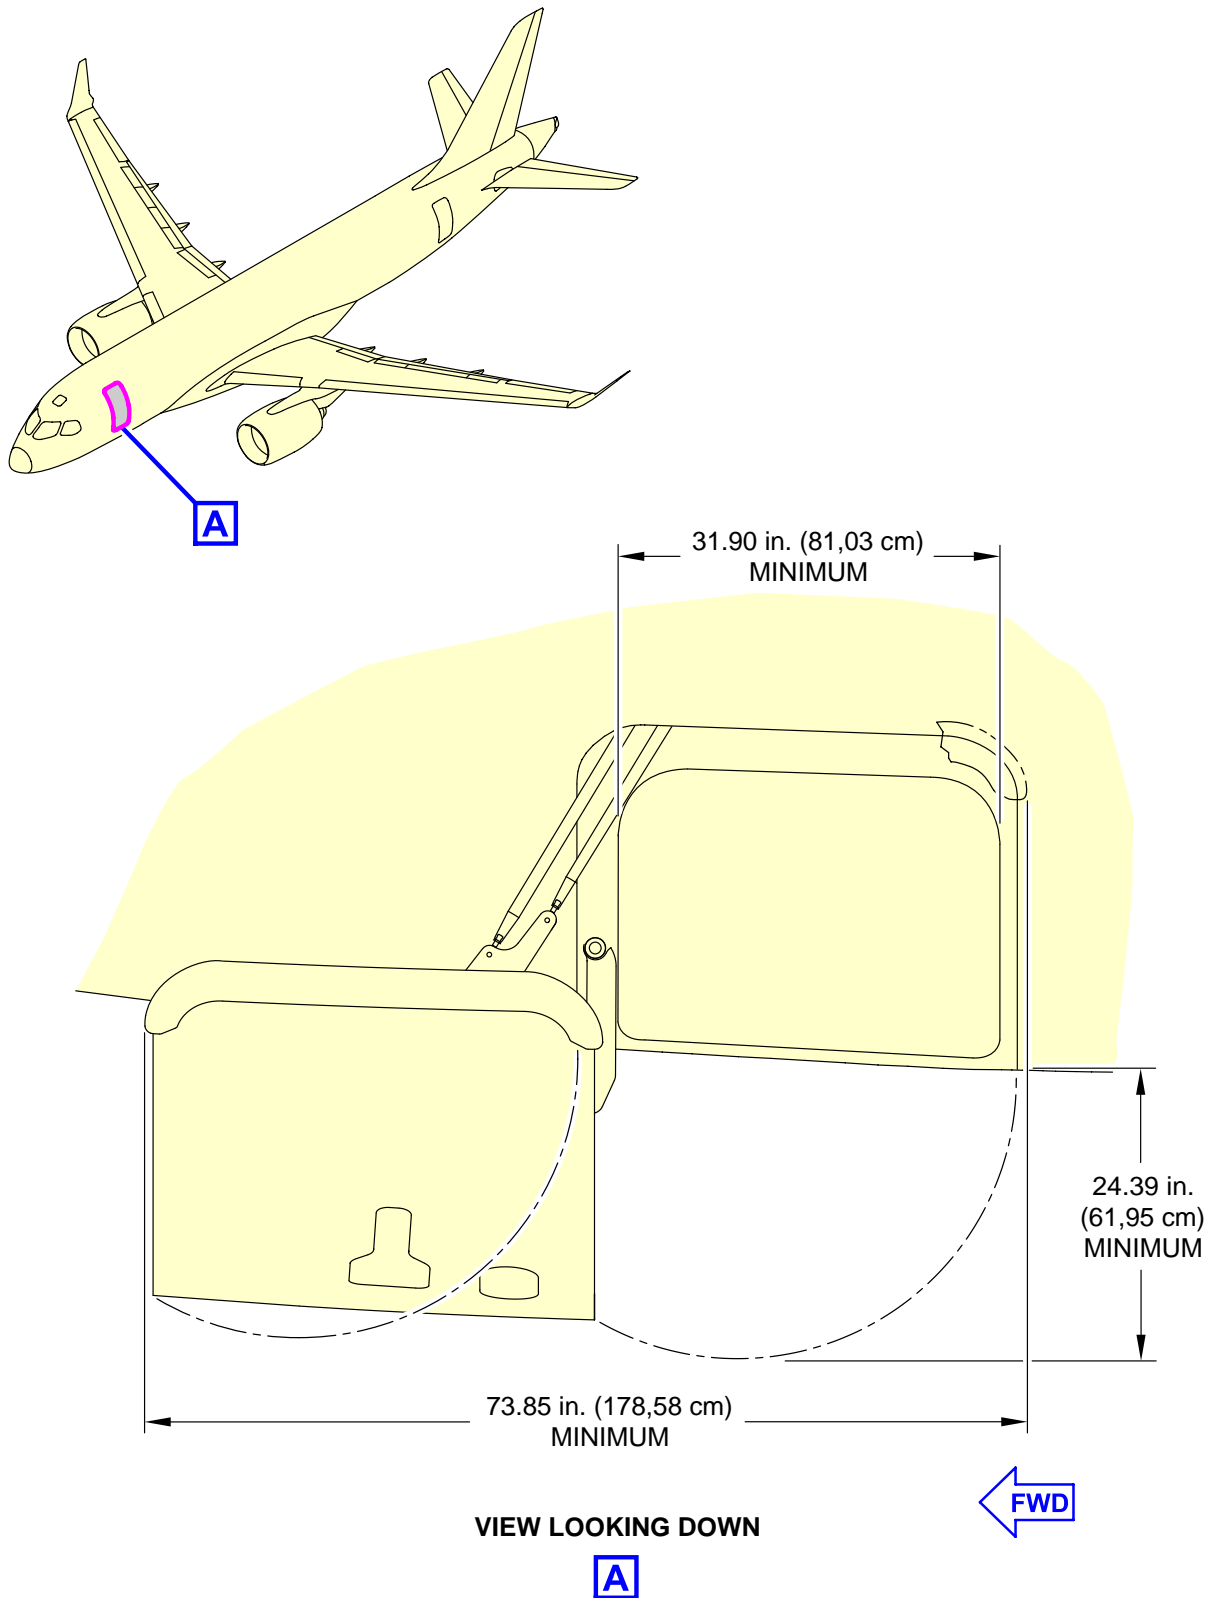 A
31.90 in. (81,03 cm)
MINIMUM
24.39 in.
(61,95 cm)
MINIMUM
73.85 in. (178,58 cm)
MINIMUM
FWD
VIEW LOOKING DOWN
A